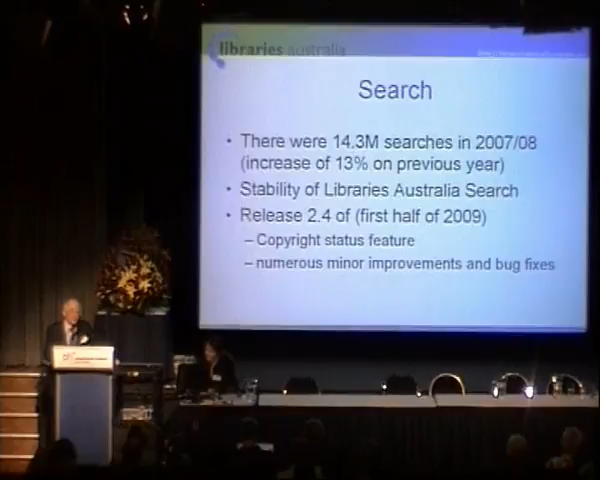 libraries australia
Search
• There were 14.3M searches in 2007/08
(increase of 13% on previous year)
• Stability of Libraries Australia Search
• Release 2.4 of (first half of 2009)
– Copyright status feature
– numerous minor improvements and bug fixes